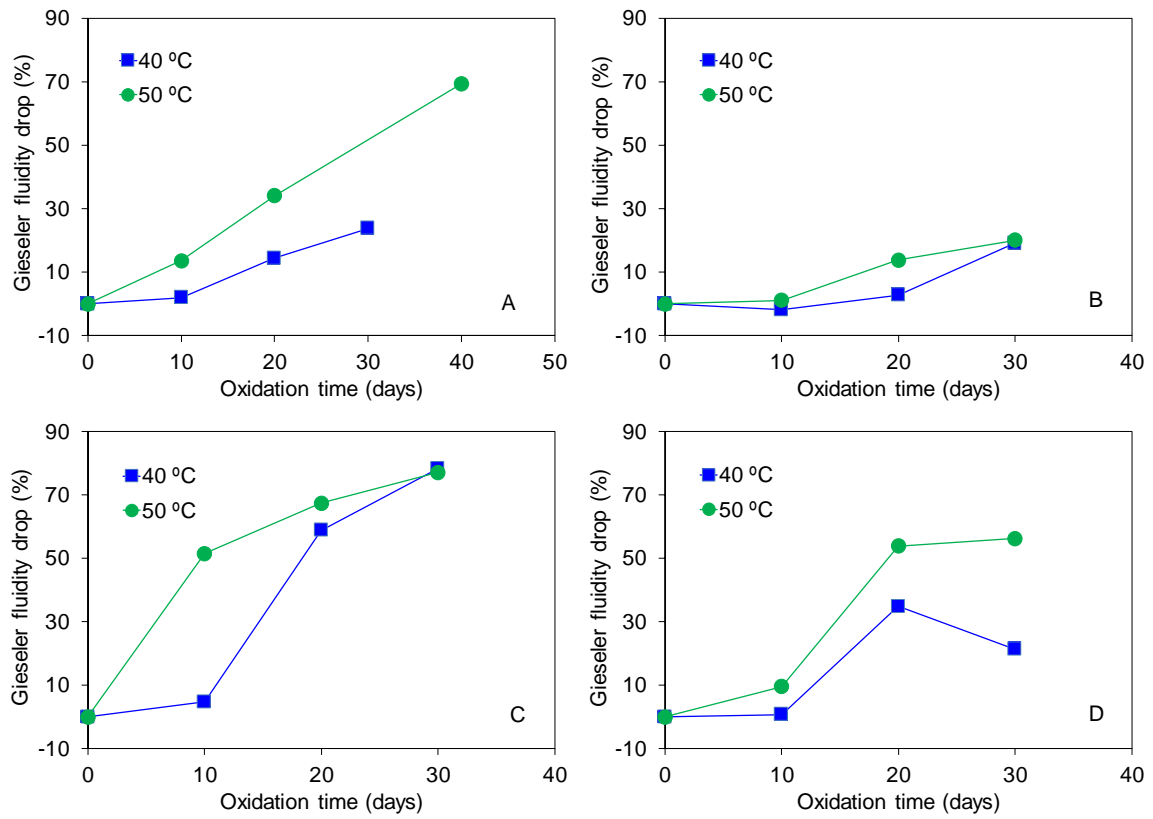 Gieseler fluidity drop (%)
90
70
50
30
10
-10
40 ºC
50 ºC
A
0 10 20 30 40 50
Oxidation time (days)
Gieseler fluidity drop (%)
90
70
50
30
10
-10
40 ºC
50 ºC
B
0 10 20 30 40
Oxidation time (days)
Gieseler fluidity drop (%)
90
70
50
30
10
-10
40 ºC
50 ºC
C
0 10 20 30 40
Oxidation time (days)
Gieseler fluidity drop (%)
90
70
50
30
10
-10
40 ºC
50 ºC
D
0 10 20 30 40
Oxidation time (days)